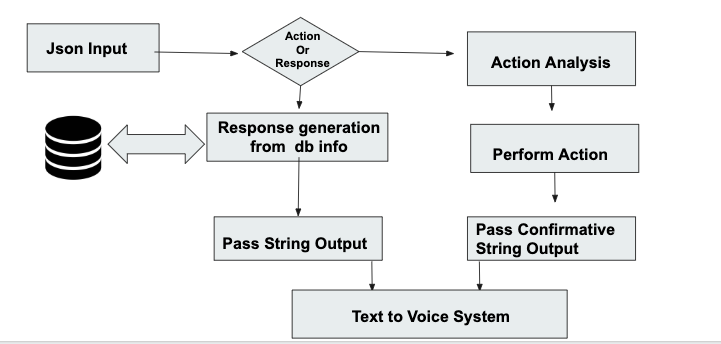 Json Input
Action
Or
Response
Action Analysis
Response generation
from db info
Perform Action
Pass String Output
Pass Confirmative
String Output
Text to Voice System